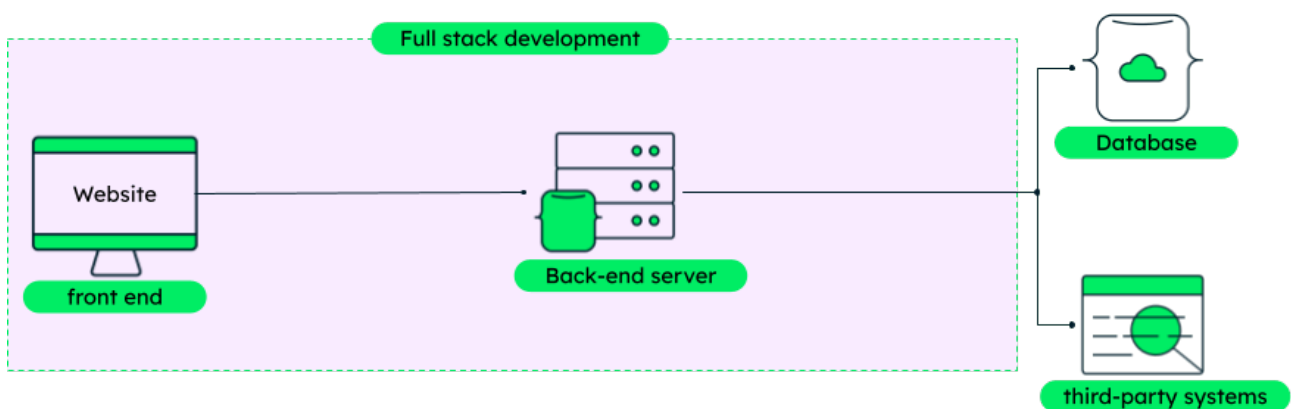 Full stack development
Website
front end
Back-end server
Database
third-party systems